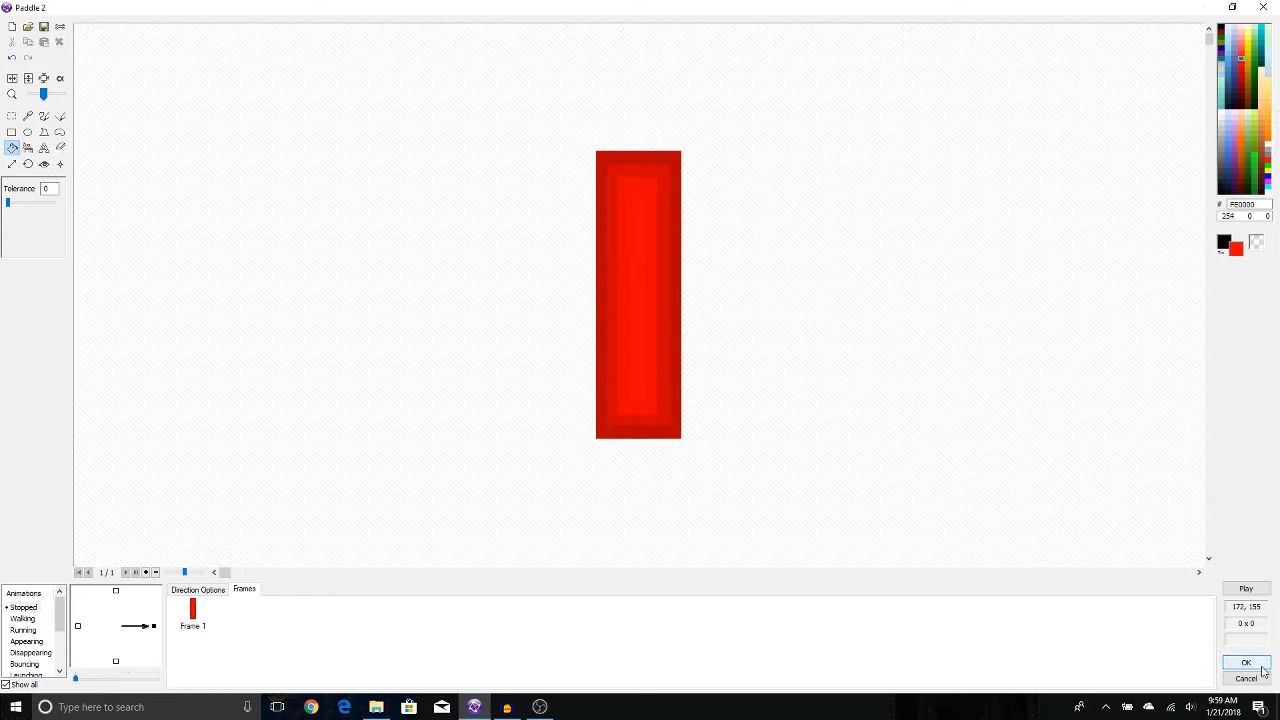 Paddle 2
Tolerance 0
# FE0000
254 0 0
1 / 1
Animations
Stopped
Walking
Running
Appearing
Disappearing
Bounding
Launching
Show all
Direction Options
Frames
Frame 1
Play
172, 155
0 x 0
OK
Cancel
Type here to search
9:59 AM
1/21/2018